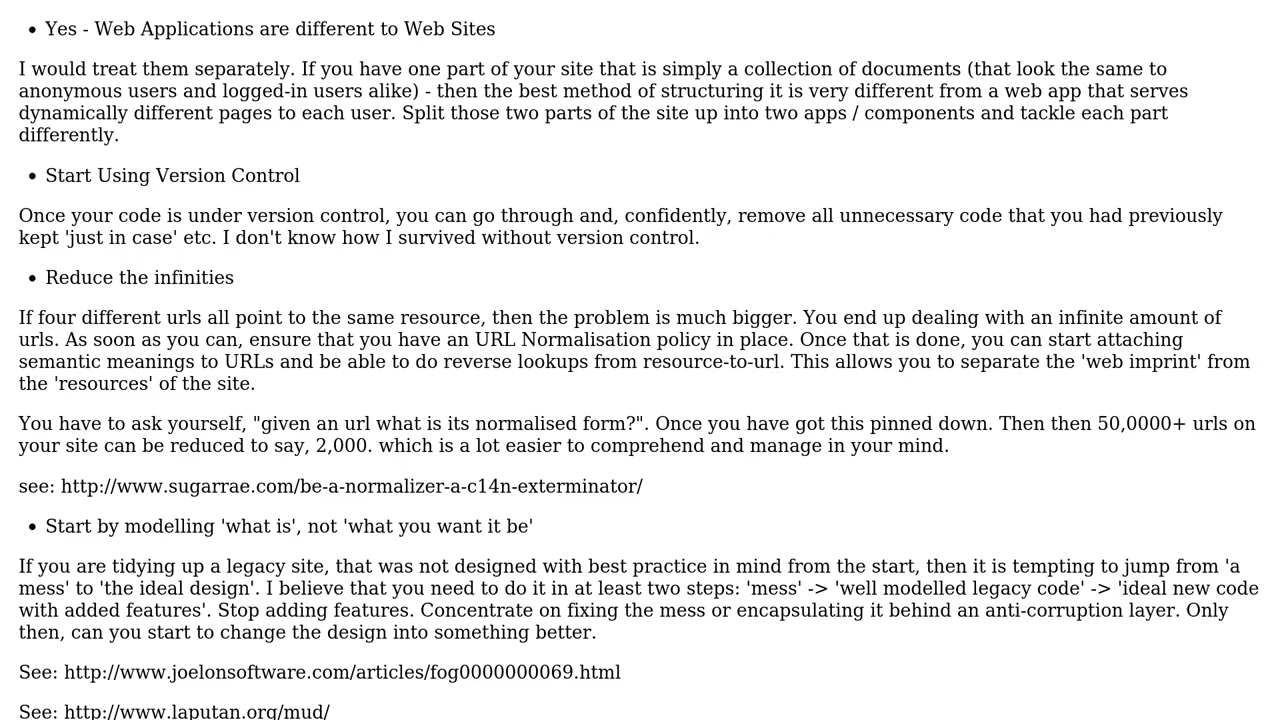 • Yes - Web Applications are different to Web Sites
I would treat them separately. If you have one part of your site that is simply a collection of documents (that look the same to
anonymous users and logged-in users alike) - then the best method of structuring it is very different from a web app that serves
dynamically different pages to each user. Split those two parts of the site up into two apps / components and tackle each part
differently.
• Start Using Version Control
Once your code is under version control, you can go through and, confidently, remove all unnecessary code that you had previously
kept 'just in case' etc. I don't know how I survived without version control.
• Reduce the infinities
If four different urls all point to the same resource, then the problem is much bigger. You end up dealing with an infinite amount of
urls. As soon as you can, ensure that you have an URL Normalisation policy in place. Once that is done, you can start attaching
semantic meanings to URLs and be able to do reverse lookups from resource-to-url. This allows you to separate the 'web imprint' from
the 'resources' of the site.
You have to ask yourself, "given an url what is its normalised form?". Once you have got this pinned down. Then then 50,0000+ urls on
your site can be reduced to say, 2,000. which is a lot easier to comprehend and manage in your mind.
see: http://www.sugarrae.com/be-a-normalizer-a-c14n-exterminator/
• Start by modelling 'what is', not 'what you want it be'
If you are tidying up a legacy site, that was not designed with best practice in mind from the start, then it is tempting to jump from 'a
mess' to 'the ideal design'. I believe that you need to do it in at least two steps: 'mess' -> 'well modelled legacy code' -> 'ideal new code
with added features'. Stop adding features. Concentrate on fixing the mess or encapsulating it behind an anti-corruption layer. Only
then, can you start to change the design into something better.
See: http://www.joelonsoftware.com/articles/fog0000000069.html
See: http://www.laputan.org/mud/